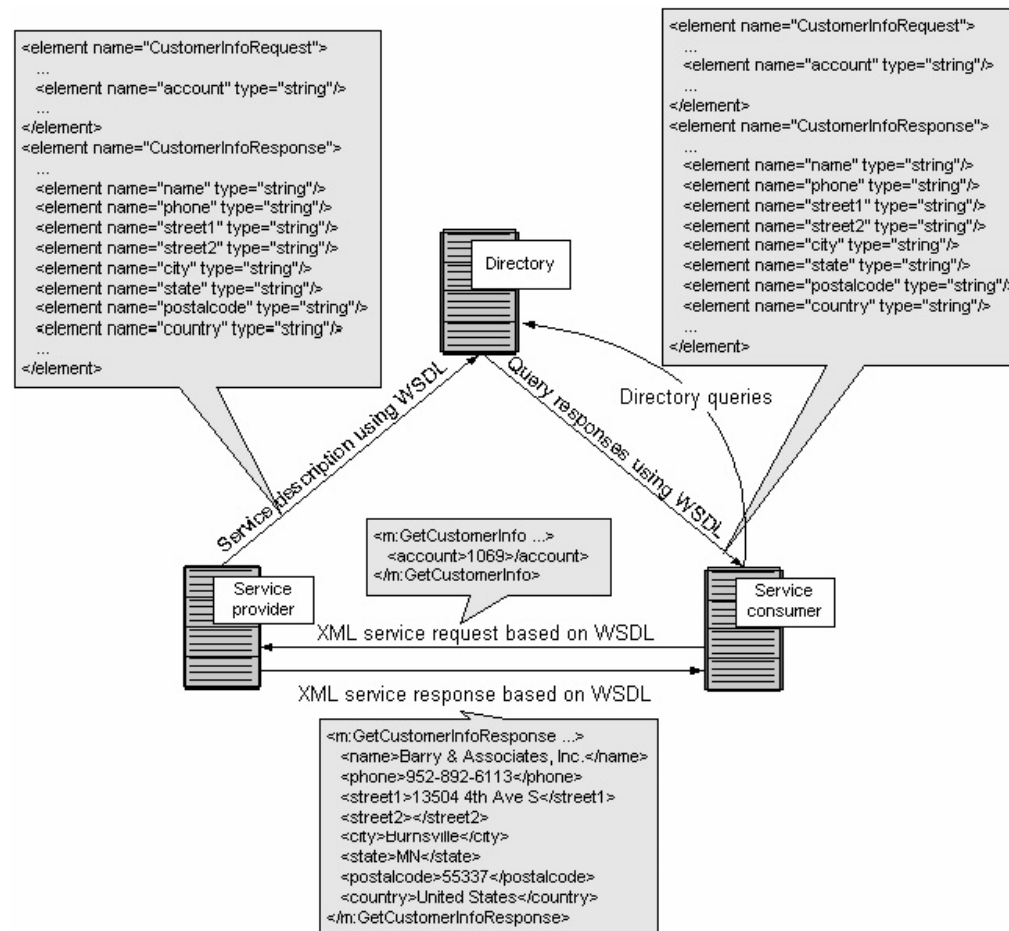 <element name="CustomerInfoRequest">
...
<element name="account" type="string"/>
...
</element>
<element name="CustomerInfoResponse">
...
<element name="name" type="string"/>
<element name="phone" type="string"/>
<element name="street1" type="string"/>
<element name="street2" type="string"/>
<element name="city" type="string"/>
<element name="state" type="string"/>
<element name="postalcode" type="string"/>
<element name="country" type="string"/>
...
</element>
<element name="CustomerInfoRequest">
...
<element name="account" type="string"/>
...
</element>
<element name="CustomerInfoResponse">
...
<element name="name" type="string"/>
<element name="phone" type="string"/>
<element name="street1" type="string"/>
<element name="street2" type="string"/>
<element name="city" type="string"/>
<element name="state" type="string"/>
<element name="postalcode" type="string"/>
<element name="country" type="string"/>
...
</element>
Directory
Service description using WSDL
Query responses using WSDL
Directory queries
<m:GetCustomerInfo ...>
<account>1069>/account>
</m:GetCustomerInfo>
Service
provider
Service
consumer
XML service request based on WSDL
XML service response based on WSDL
<m:GetCustomerInfoResponse ...>
<name>Barry & Associates, Inc.</name>
<phone>952-892-6113</phone>
<street1>13504 4th Ave S</street1>
<street2></street2>
<city>Burnsville</city>
<state>MN</state>
<postalcode>55337</postalcode>
<country>United States</country>
</m:GetCustomerInfoResponse>